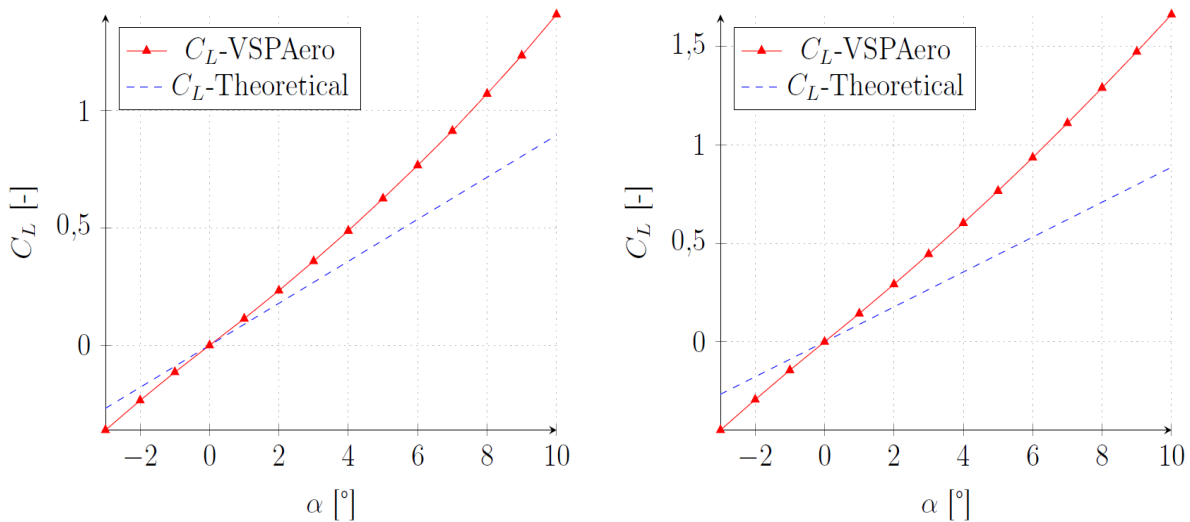 C_L-VSPAero
C_L-Theoretical
1
0,5
0
C_L [-]
−2 0 2 4 6 8 10
α [°]
C_L-VSPAero
C_L-Theoretical
1,5
1
0,5
0
C_L [-]
−2 0 2 4 6 8 10
α [°]